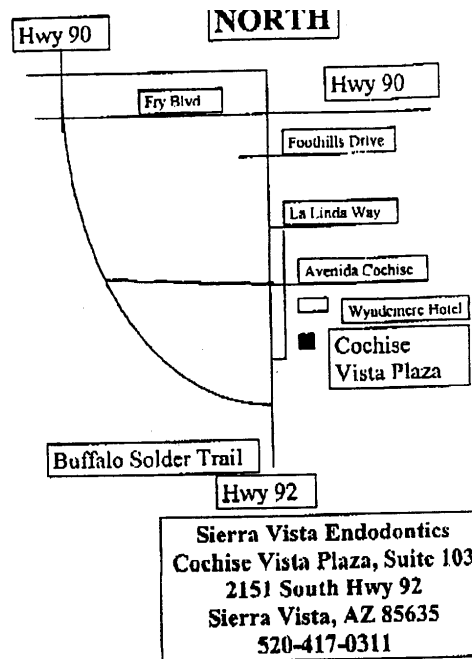 NORTH
Hwy 90
Hwy 90
Fry Blvd
Foothills Drive
La Linda Way
Avenida Cochise
Wyndemere Hotel
Cochise
Vista Plaza
Buffalo Solder Trail
Hwy 92
Sierra Vista Endodontics
Cochise Vista Plaza, Suite 103
2151 South Hwy 92
Sierra Vista, AZ 85635
520-417-0311